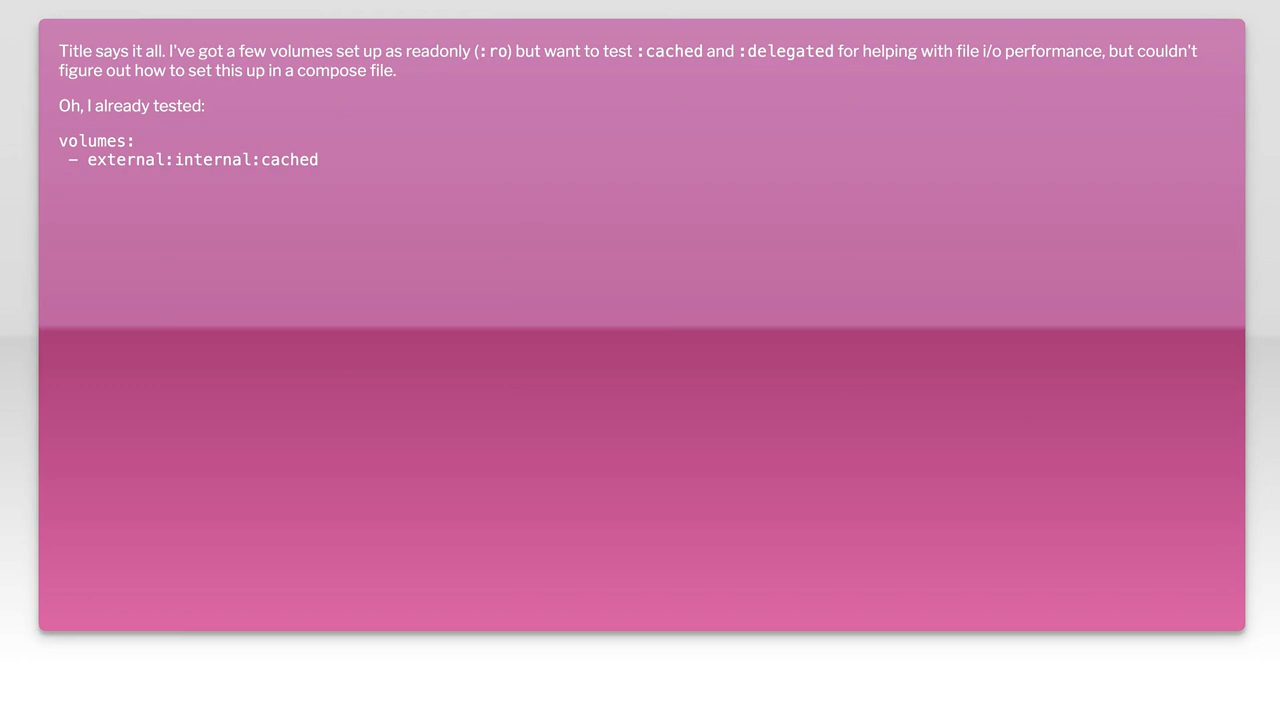 Title says it all. I've got a few volumes set up as readonly (:ro) but want to test :cached and :delegated for helping with file i/o performance, but couldn't
figure out how to set this up in a compose file.
Oh, I already tested:
volumes:
 - external:internal:cached